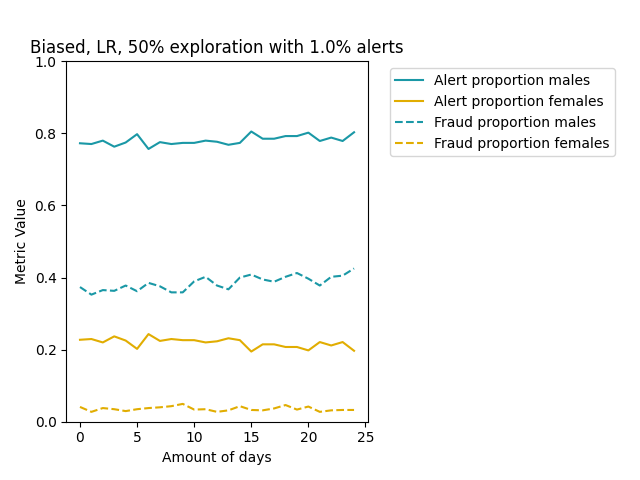 Biased, LR, 50% exploration with 1.0% alerts
Alert proportion males
Alert proportion females
Fraud proportion males
Fraud proportion females
Metric Value
1.0
0.8
0.6
0.4
0.2
0.0
0 5 10 15 20 25
Amount of days